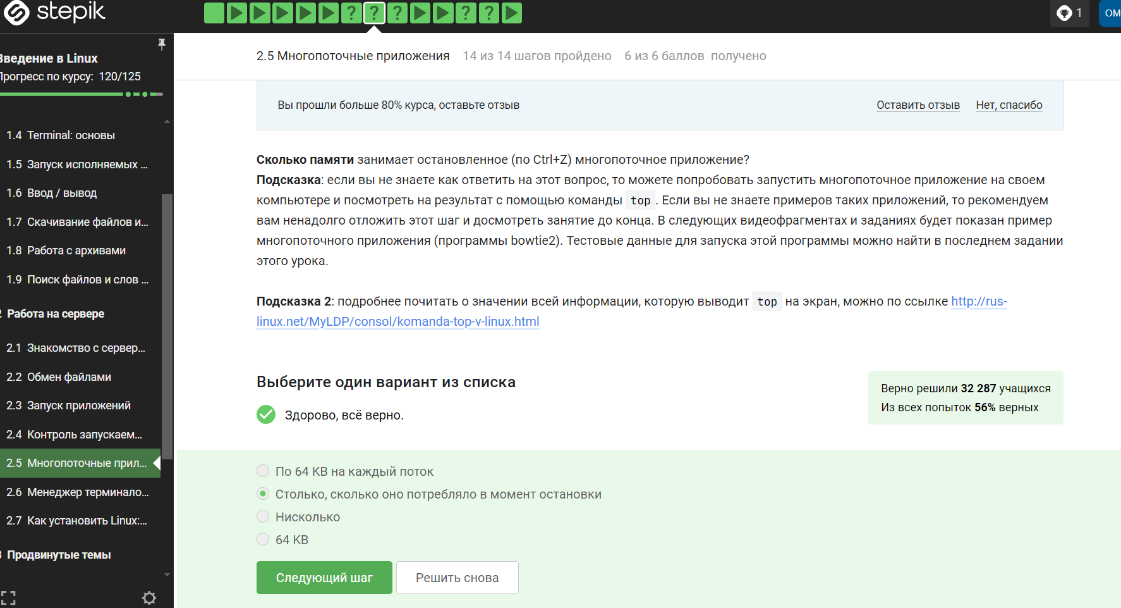 stepik
1
ОМ
Введение в Linux
Прогресс по курсу: 120/125
2.5 Многопоточные приложения 14 из 14 шагов пройдено 6 из 6 баллов получено
Вы прошли больше 80% курса, оставьте отзыв Оставить отзыв Нет, спасибо
1.4 Terminal: основы
1.5 Запуск исполняемых ...
1.6 Ввод / вывод
1.7 Скачивание файлов и...
1.8 Работа с архивами
1.9 Поиск файлов и слов ...
2 Работа на сервере
2.1 Знакомство с сервер...
2.2 Обмен файлами
2.3 Запуск приложений
2.4 Контроль запускаем...
2.5 Многопоточные прил...
2.6 Менеджер терминало...
2.7 Как установить Linux:...
3 Продвинутые темы
Сколько памяти занимает остановленное (по Ctrl+Z) многопоточное приложение?
Подсказка: если вы не знаете как ответить на этот вопрос, то можете попробовать запустить многопоточное приложение на своем
компьютере и посмотреть на результат с помощью команды top. Если вы не знаете примеров таких приложений, то рекомендуем
вам ненадолго отложить этот шаг и досмотреть занятие до конца. В следующих видеофрагментах и заданиях будет показан пример
многопоточного приложения (программы bowtie2). Тестовые данные для запуска этой программы можно найти в последнем задании
этого урока.
Подсказка 2: подробнее почитать о значении всей информации, которую выводит top на экран, можно по ссылке http://rus-
linux.net/MyLDP/consol/komanda-top-v-linux.html
Выберите один вариант из списка
Здорово, всё верно.
Верно решили 32 287 учащихся
Из всех попыток 56% верных
По 64 KB на каждый поток
Столько, сколько оно потребляло в момент остановки
Нисколько
64 KB
Следующий шаг Решить снова